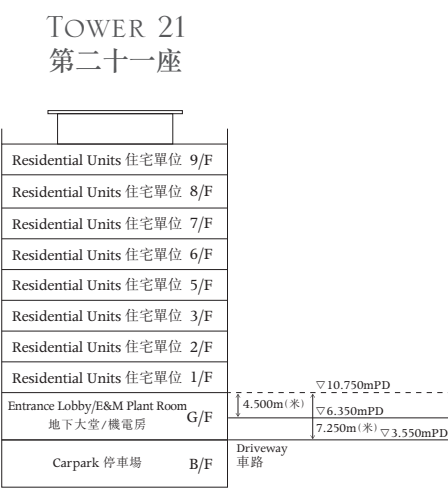 TOWER 21
第二十一座
Residential Units 住宅單位 9/F
Residential Units 住宅單位 8/F
Residential Units 住宅單位 7/F
Residential Units 住宅單位 6/F
Residential Units 住宅單位 5/F
Residential Units 住宅單位 3/F
Residential Units 住宅單位 2/F
Residential Units 住宅單位 1/F
▽10.750mPD
Entrance Lobby/E&M Plant Room
地下大堂/機電房
G/F
4.500m(米)
▽6.350mPD
7.250m(米)
▽3.550mPD
Driveway
車路
Carpark 停車場 B/F